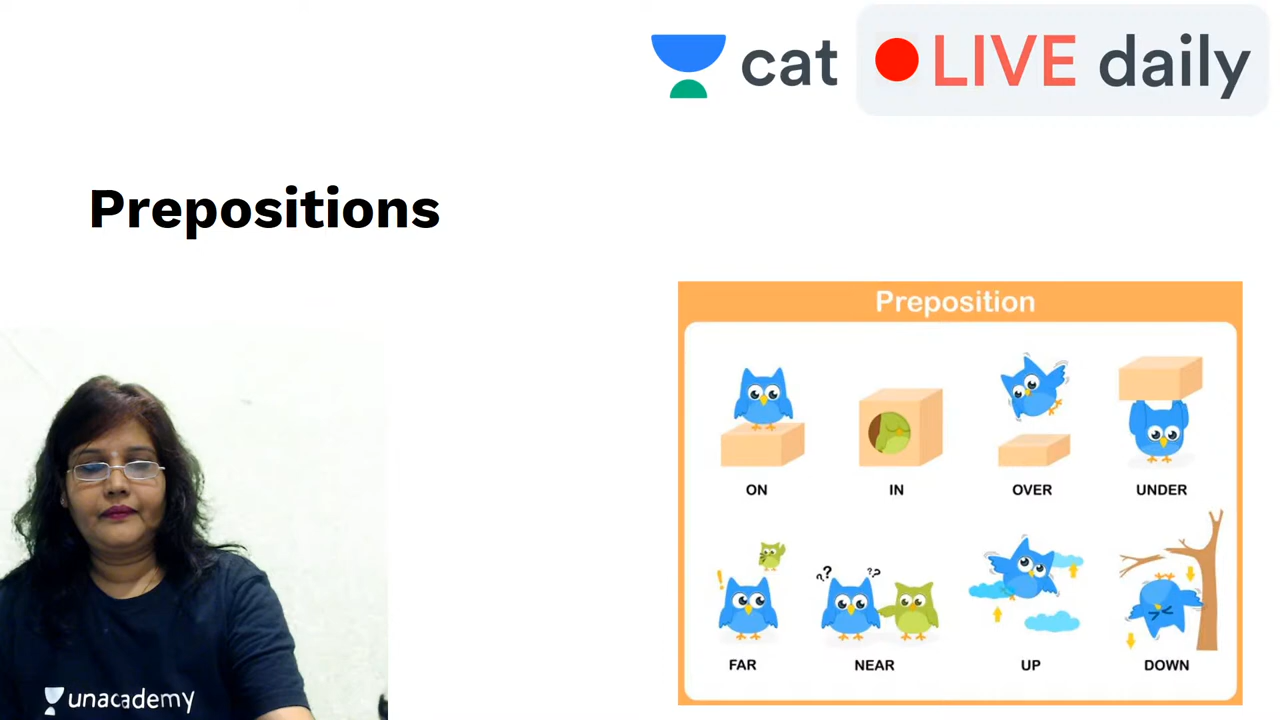 cat LIVE daily
Prepositions
Preposition
ON IN OVER UNDER
! ?? ??
FAR NEAR UP DOWN
unacademy